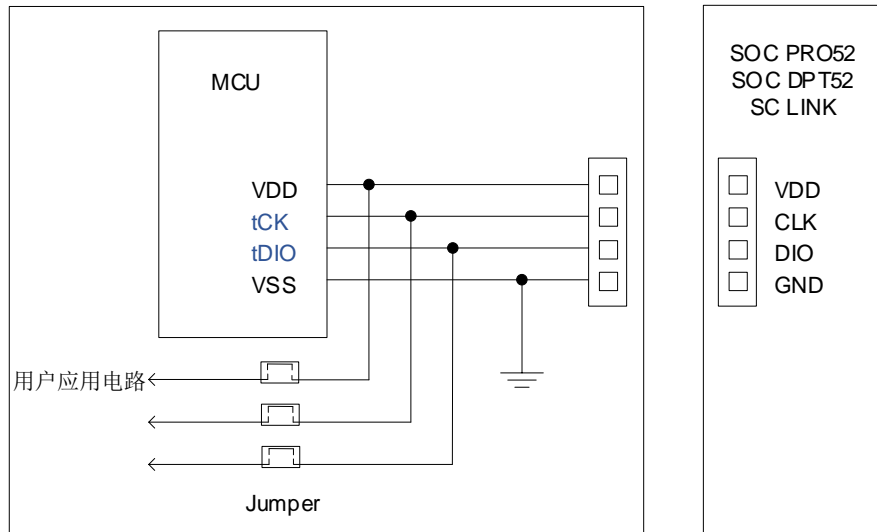 MCU
VDD
tCK
tDIO
VSS
用户应用电路
Jumper
SOC PRO52
SOC DPT52
SC LINK
VDD
CLK
DIO
GND